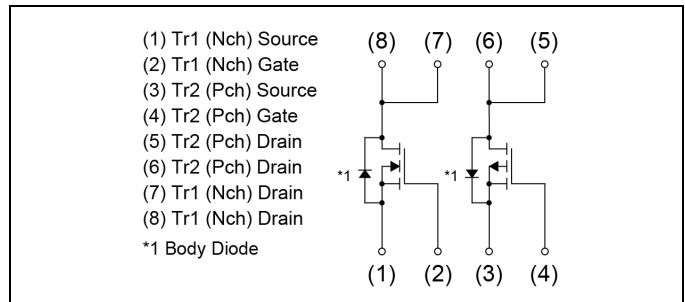 (1) Tr1 (Nch) Source
(2) Tr1 (Nch) Gate
(3) Tr2 (Pch) Source
(4) Tr2 (Pch) Gate
(5) Tr2 (Pch) Drain
(6) Tr2 (Pch) Drain
(7) Tr1 (Nch) Drain
(8) Tr1 (Nch) Drain
*1 Body Diode
(8) (7) (6) (5)
*1 *1
(1) (2) (3) (4)